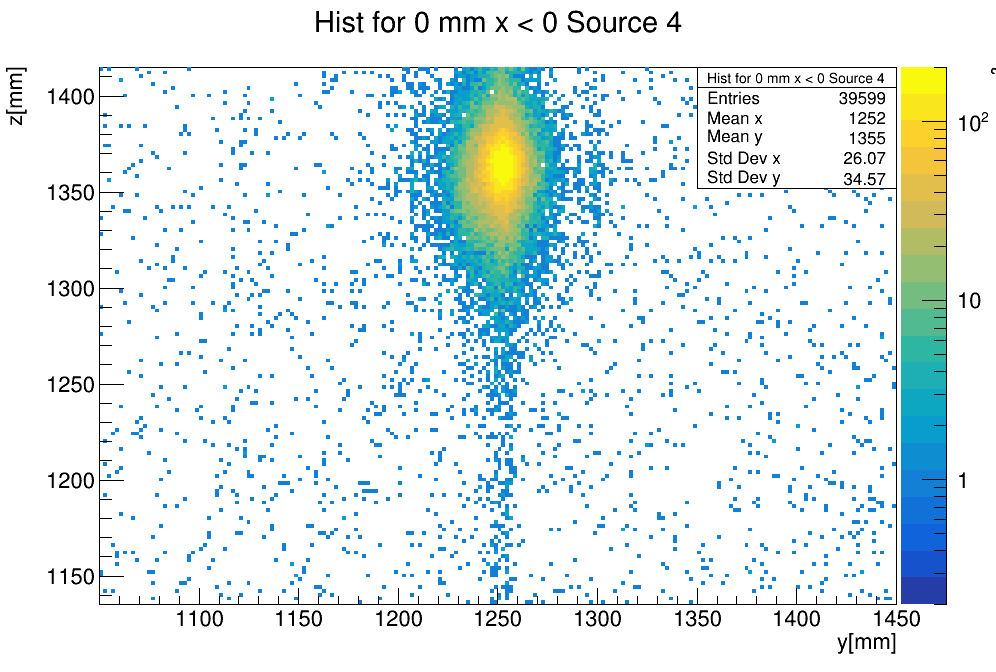 Hist for 0 mm x < 0 Source 4
z[mm]
Hist for 0 mm x < 0 Source 4
Entries 39599
Mean x 1252
Mean y 1355
Std Dev x 26.07
Std Dev y 34.57
1400
1350
1300
1250
1200
1150
10²
10
1
1100 1150 1200 1250 1300 1350 1400 1450
y[mm]